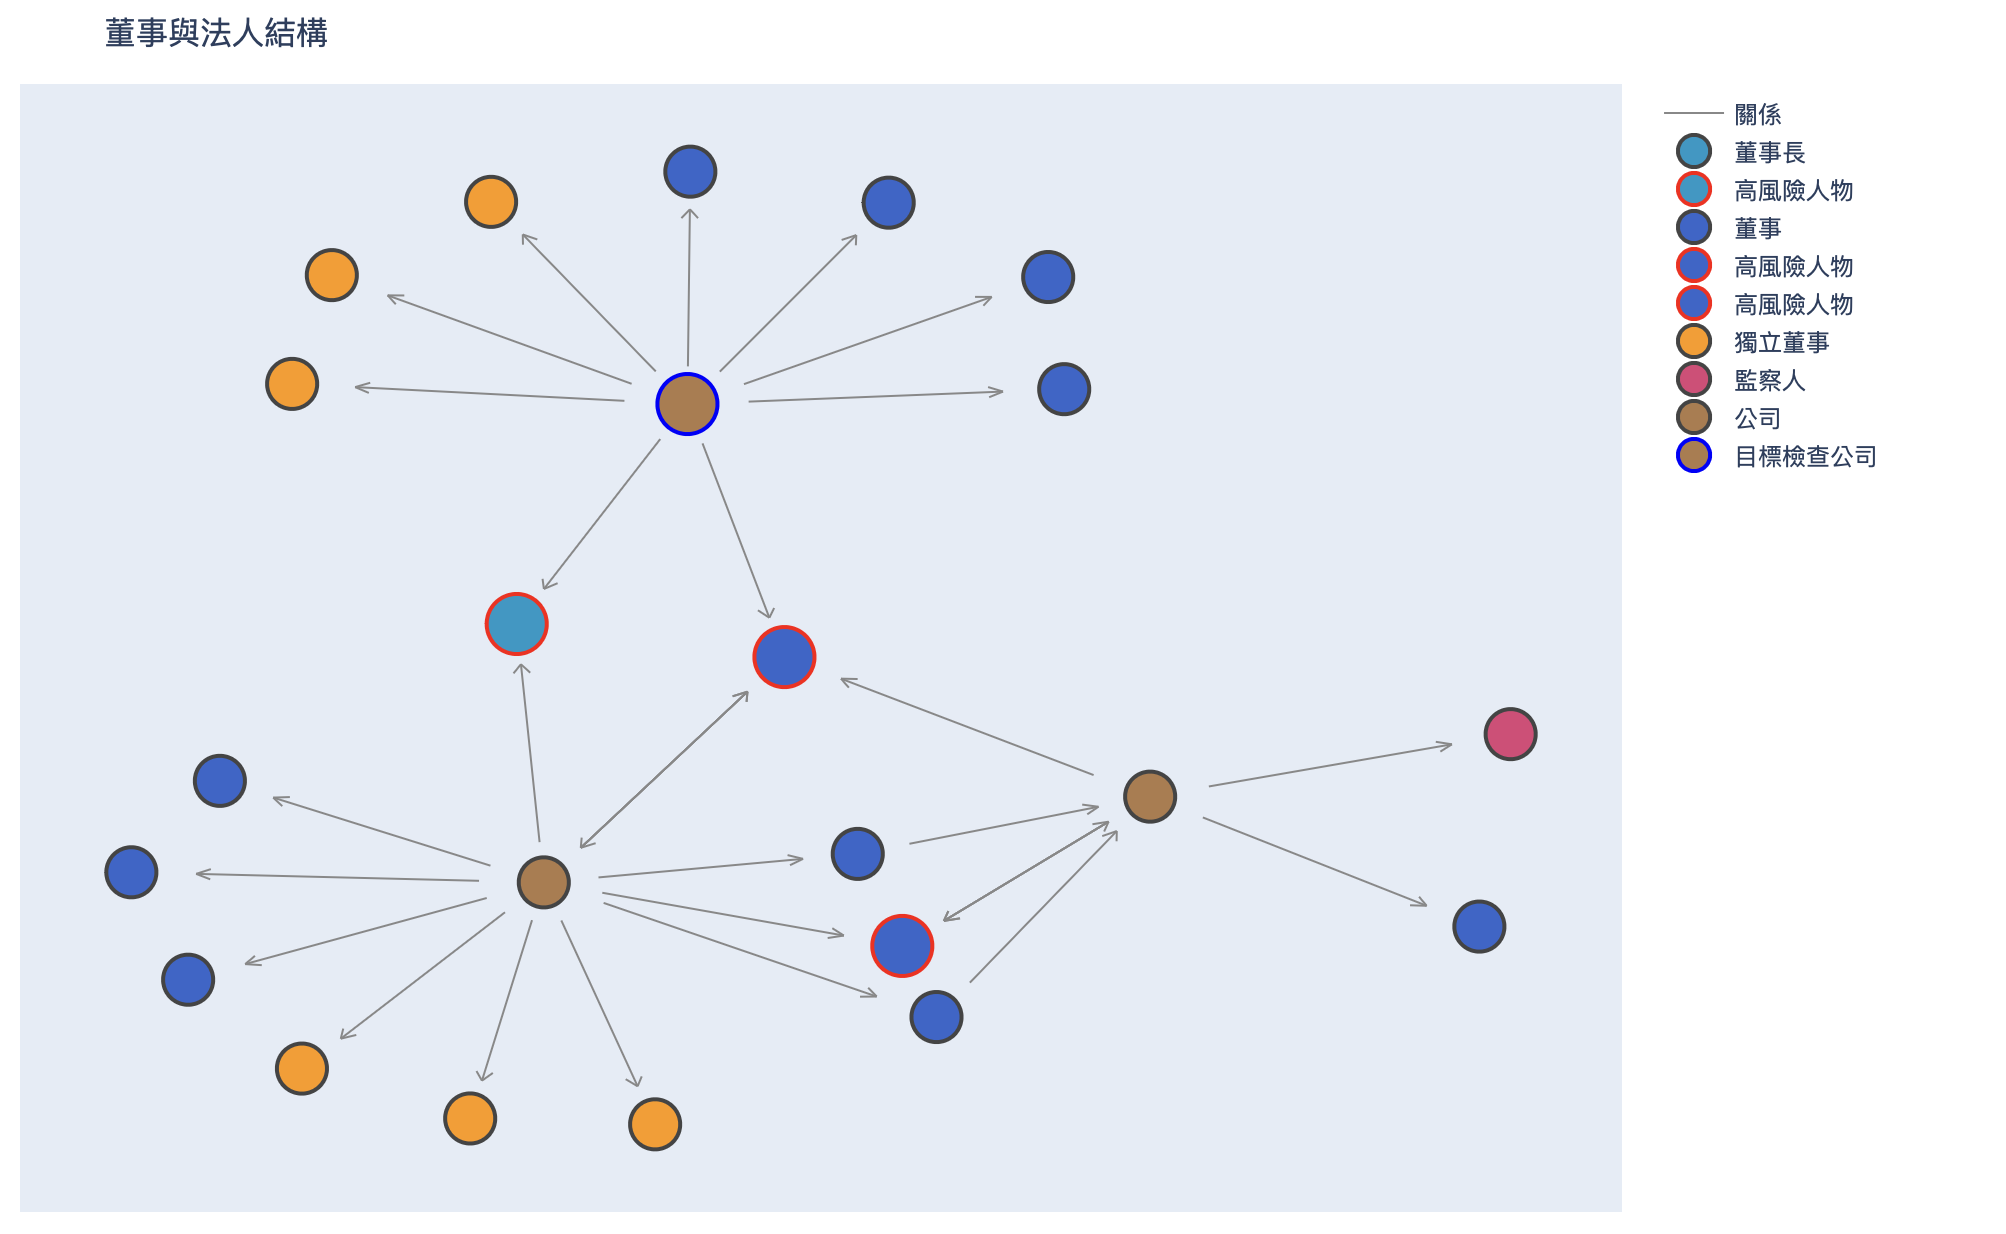 董事與法人結構
關係
董事長
高風險人物
董事
高風險人物
高風險人物
獨立董事
監察人
公司
目標檢查公司